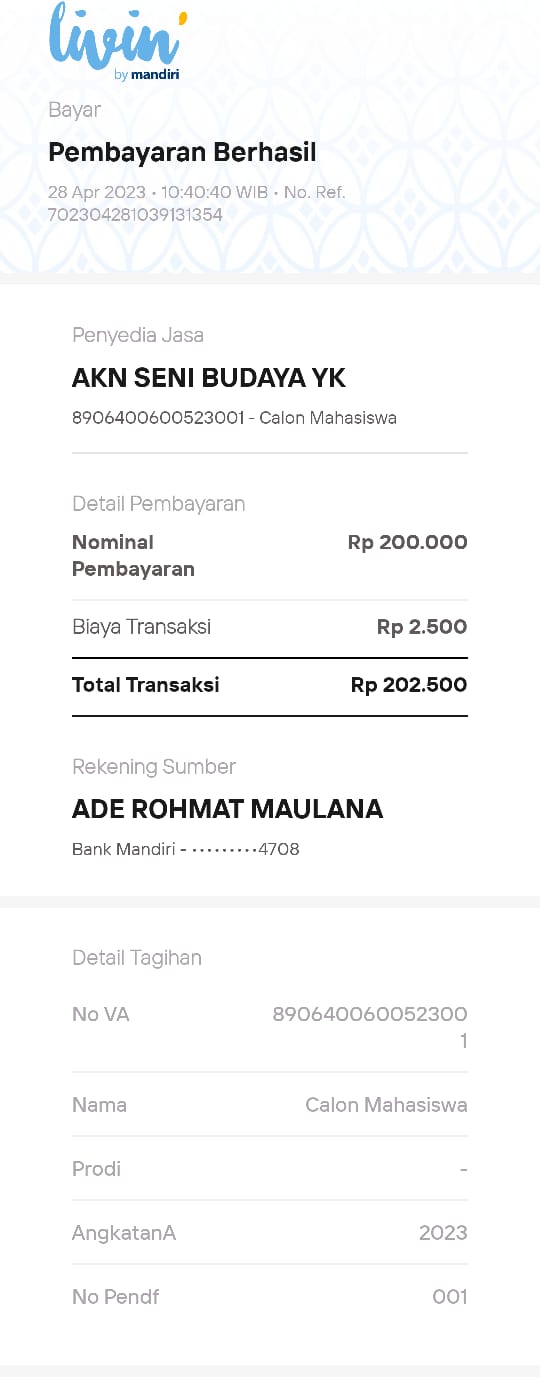 livin'
by mandiri
Bayar
Pembayaran Berhasil
28 Apr 2023 • 10:40:40 WIB • No. Ref.
702304281039131354
Penyedia Jasa
AKN SENI BUDAYA YK
8906400600523001 - Calon Mahasiswa
Detail Pembayaran
Nominal Rp 200.000
Pembayaran
Biaya Transaksi Rp 2.500
Total Transaksi Rp 202.500
Rekening Sumber
ADE ROHMAT MAULANA
Bank Mandiri - •••••••••4708
Detail Tagihan
No VA 890640060052300
1
Nama Calon Mahasiswa
Prodi -
AngkatanA 2023
No Pendf 001